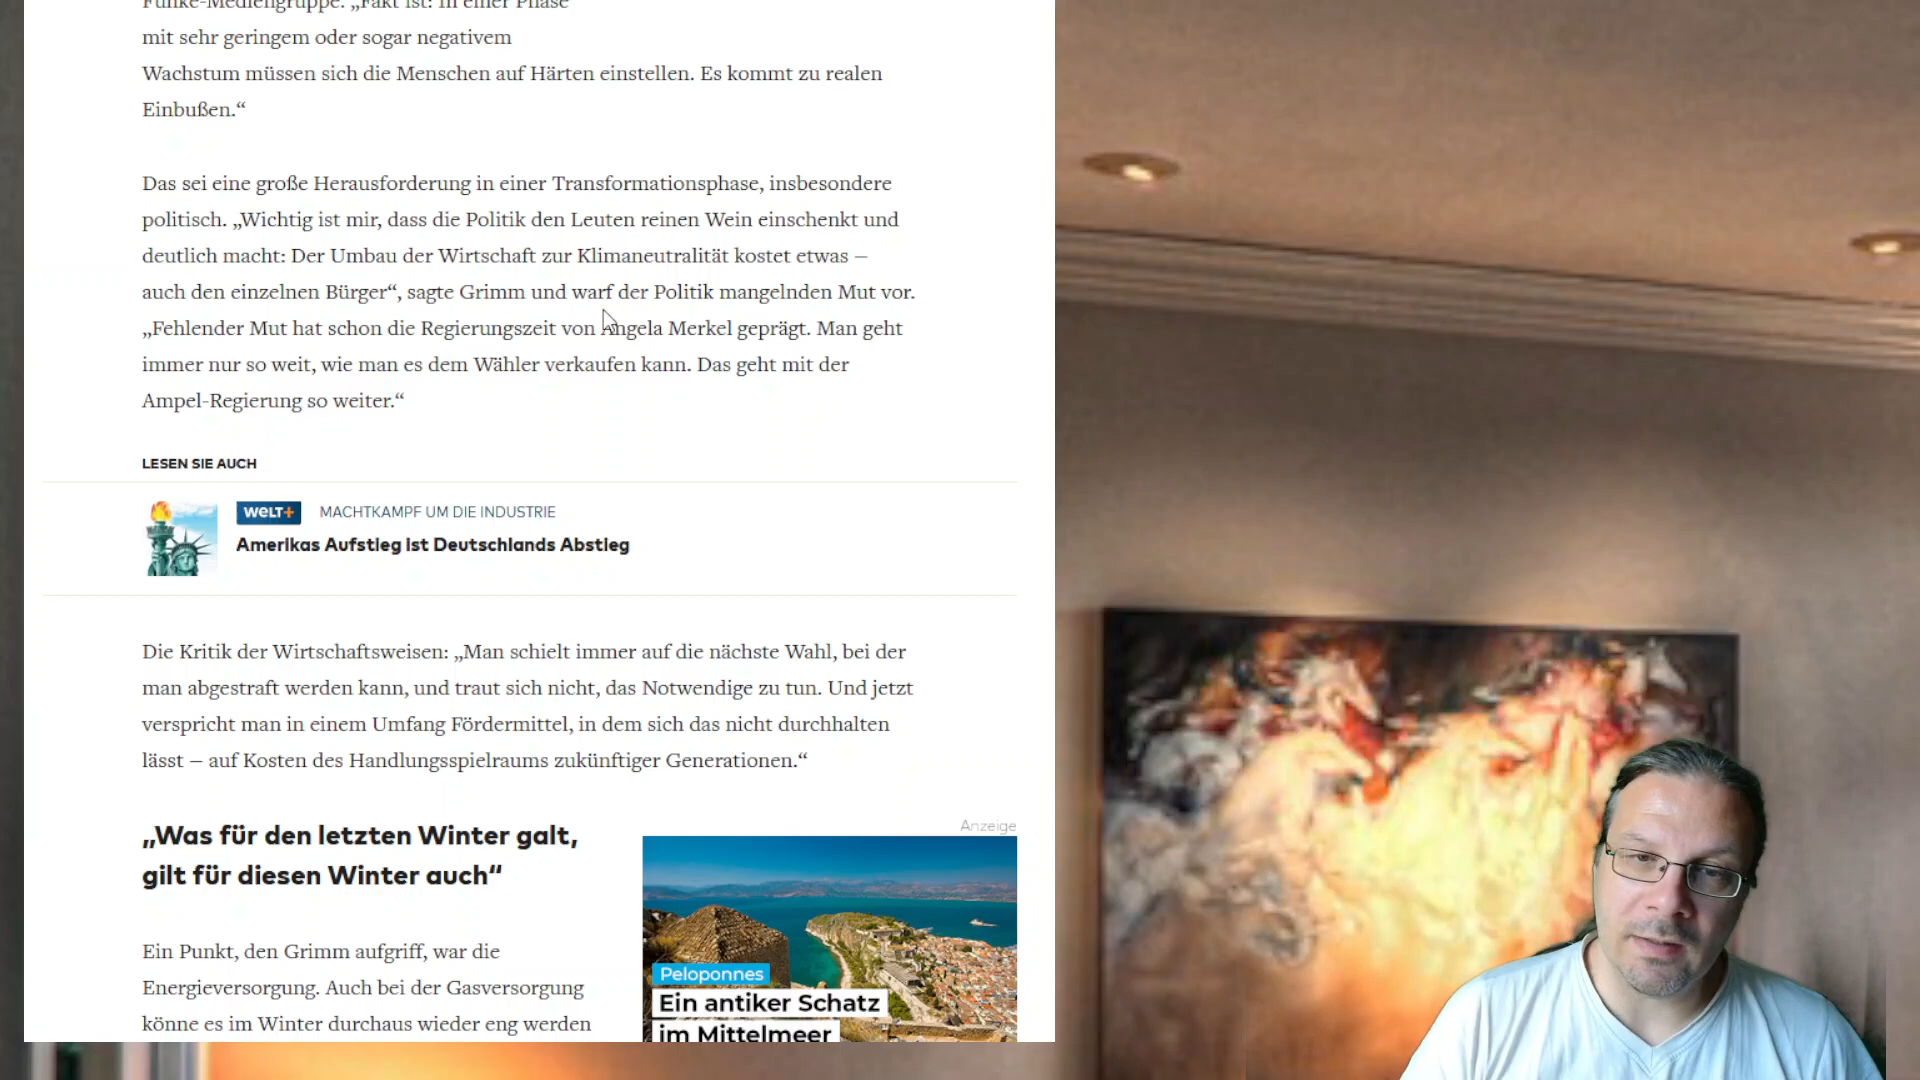 Funke-Mediengruppe. „Fakt ist: In einer Phase
mit sehr geringem oder sogar negativem
Wachstum müssen sich die Menschen auf Härten einstellen. Es kommt zu realen
Einbußen.“
Das sei eine große Herausforderung in einer Transformationsphase, insbesondere
politisch. „Wichtig ist mir, dass die Politik den Leuten reinen Wein einschenkt und
deutlich macht: Der Umbau der Wirtschaft zur Klimaneutralität kostet etwas –
auch den einzelnen Bürger“, sagte Grimm und warf der Politik mangelnden Mut vor.
„Fehlender Mut hat schon die Regierungszeit von Angela Merkel geprägt. Man geht
immer nur so weit, wie man es dem Wähler verkaufen kann. Das geht mit der
Ampel-Regierung so weiter.“
LESEN SIE AUCH
WELT+ MACHTKAMPF UM DIE INDUSTRIE
Amerikas Aufstieg ist Deutschlands Abstieg
Die Kritik der Wirtschaftsweisen: „Man schielt immer auf die nächste Wahl, bei der
man abgestraft werden kann, und traut sich nicht, das Notwendige zu tun. Und jetzt
verspricht man in einem Umfang Fördermittel, in dem sich das nicht durchhalten
lässt – auf Kosten des Handlungsspielraums zukünftiger Generationen.“
„Was für den letzten Winter galt,
gilt für diesen Winter auch“
Ein Punkt, den Grimm aufgriff, war die
Energieversorgung. Auch bei der Gasversorgung
könne es im Winter durchaus wieder eng werden
Anzeige
Peloponnes
Ein antiker Schatz
im Mittelmeer